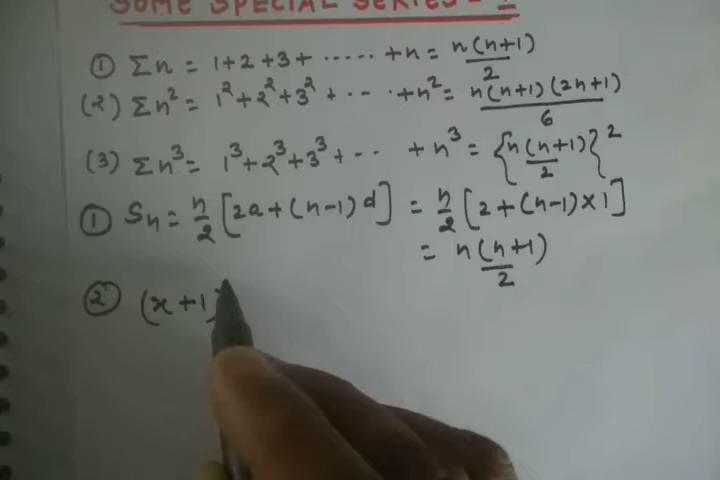 SOME SPECIAL SERIES - 1
① Σn = 1+2+3+ ..... +n = n(n+1)/2
(2) Σn² = 1²+2²+3²+ -- . +n² = n(n+1)(2n+1)/6
(3) Σn³ = 1³+2³+3³+ -- +n³ = {n(n+1)/2}²
① Sn = n/2 [2a+(n-1)d] = n/2 [2+(n-1)×1]
= n(n+1)/2
② (x+1)